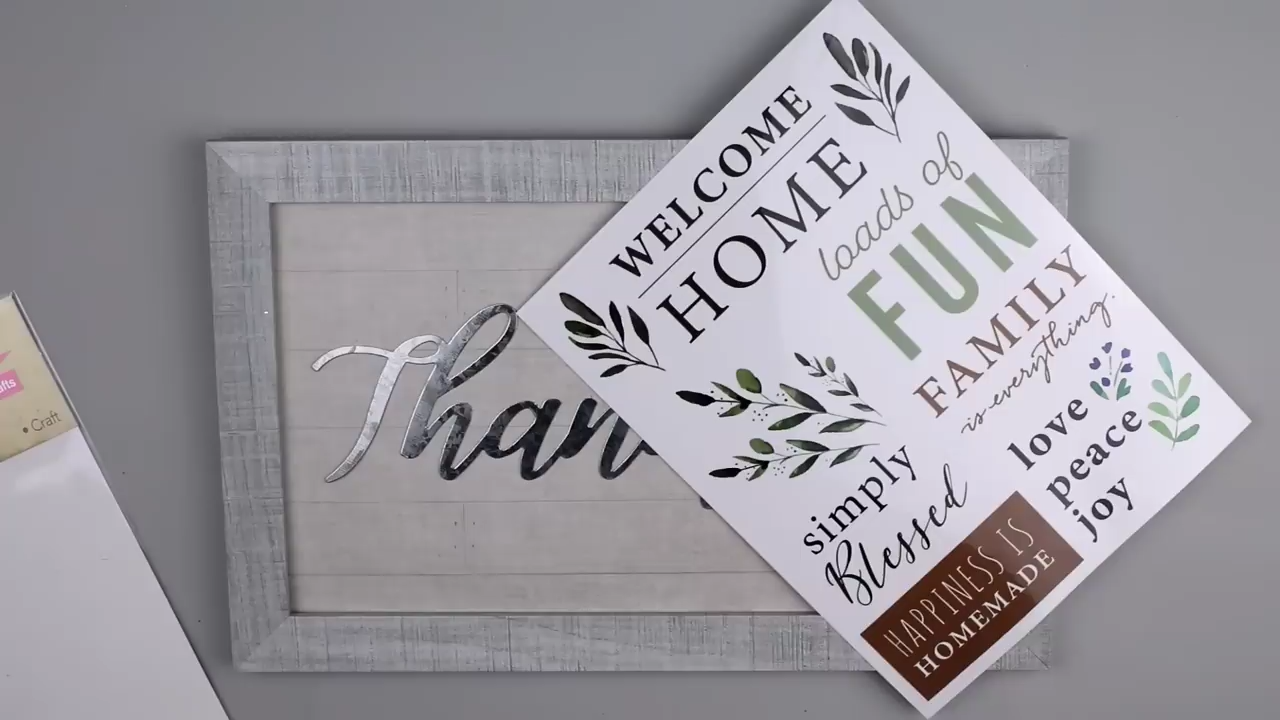 WELCOME
HOME
loads of
FUN
FAMILY
is everything.
love
peace
joy
simply
Blessed
HAPPINESS IS
HOMEMADE
Than
• Craft